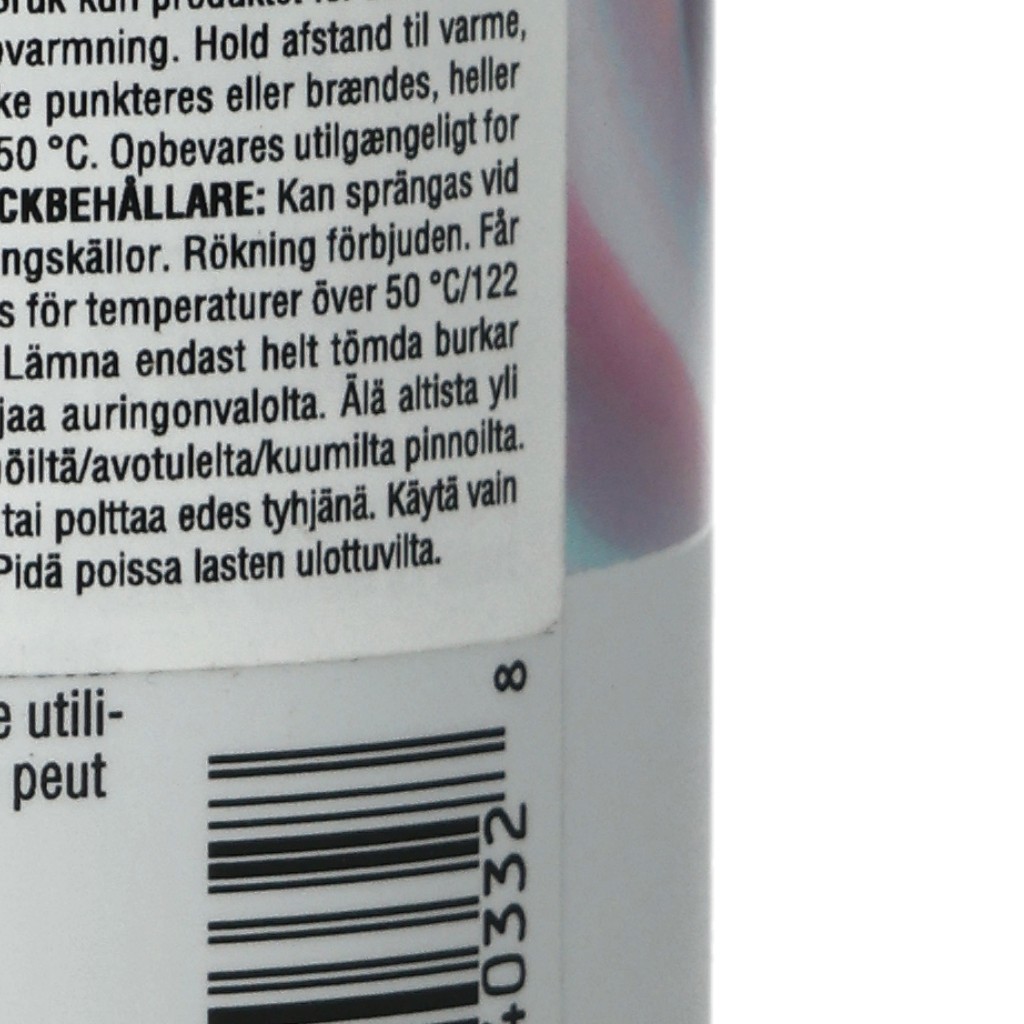 varmning. Hold afstand til varme,
ke punkteres eller brændes, heller
50 °C. Opbevares utilgængeligt for
CKBEHÅLLARE: Kan sprängas vid
ngskällor. Rökning förbjuden. Får
s för temperaturer över 50 °C/122
Lämna endast helt tömda burkar
jaa auringonvalolta. Älä altista yli
öiltä/avotulelta/kuumilta pinnoilta.
tai polttaa edes tyhjänä. Käytä vain
Pidä poissa lasten ulottuvilta.
e utili-
peut
40332 8